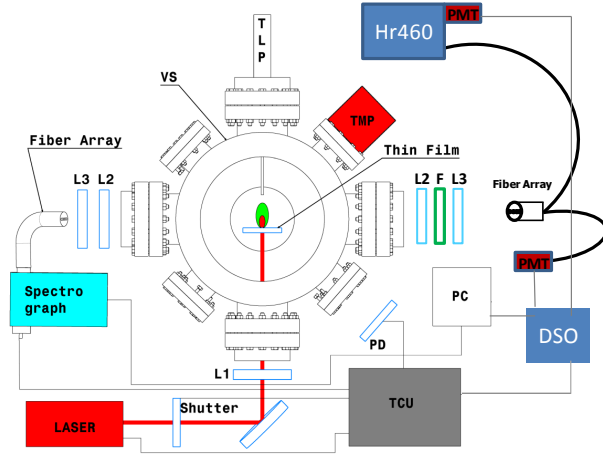 T
L
P
Hr460
PMT
VS
TMP
Fiber Array
Thin Film
L3 L2
L2 F L3
Fiber Array
PMT
Spectro
graph
PC
DSO
PD
L1
TCU
Shutter
LASER